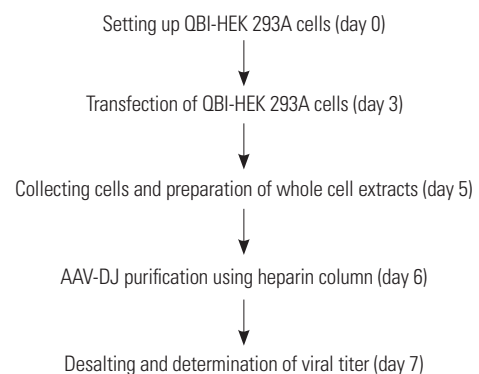 Setting up QBI-HEK 293A cells (day 0)
Transfection of QBI-HEK 293A cells (day 3)
Collecting cells and preparation of whole cell extracts (day 5)
AAV-DJ purification using heparin column (day 6)
Desalting and determination of viral titer (day 7)